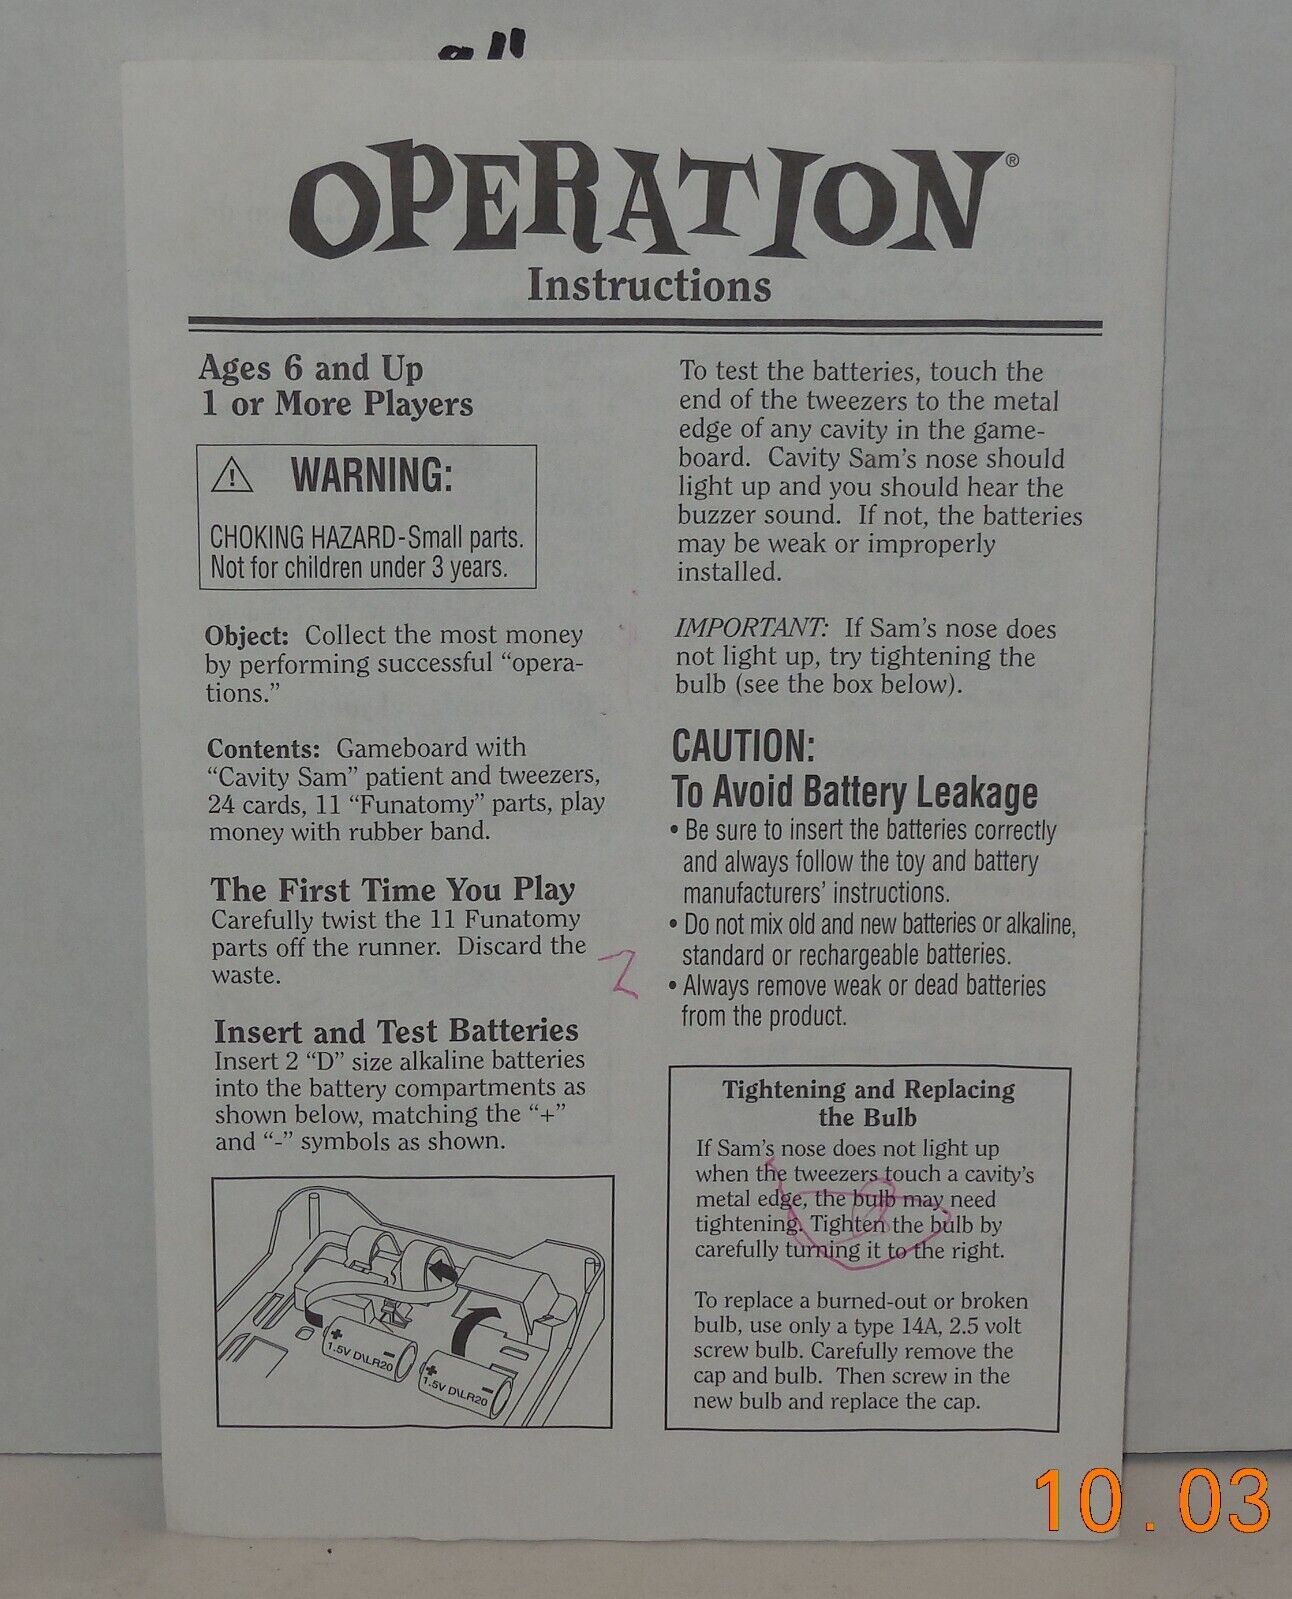 OPERATION®
Instructions
Ages 6 and Up
1 or More Players
⚠ WARNING:
CHOKING HAZARD-Small parts.
Not for children under 3 years.
Object: Collect the most money
by performing successful “opera-
tions.”
Contents: Gameboard with
“Cavity Sam” patient and tweezers,
24 cards, 11 “Funatomy” parts, play
money with rubber band.
The First Time You Play
Carefully twist the 11 Funatomy
parts off the runner. Discard the
waste.
Insert and Test Batteries
Insert 2 “D” size alkaline batteries
into the battery compartments as
shown below, matching the “+”
and “-” symbols as shown.
+ -
1.5V D\LR20
+ -
1.5V D\LR20
To test the batteries, touch the
end of the tweezers to the metal
edge of any cavity in the game-
board. Cavity Sam’s nose should
light up and you should hear the
buzzer sound. If not, the batteries
may be weak or improperly
installed.
IMPORTANT: If Sam’s nose does
not light up, try tightening the
bulb (see the box below).
CAUTION:
To Avoid Battery Leakage
• Be sure to insert the batteries correctly
and always follow the toy and battery
manufacturers’ instructions.
• Do not mix old and new batteries or alkaline,
standard or rechargeable batteries.
• Always remove weak or dead batteries
from the product.
Tightening and Replacing
the Bulb
If Sam’s nose does not light up
when the tweezers touch a cavity’s
metal edge, the bulb may need
tightening. Tighten the bulb by
carefully turning it to the right.
To replace a burned-out or broken
bulb, use only a type 14A, 2.5 volt
screw bulb. Carefully remove the
cap and bulb. Then screw in the
new bulb and replace the cap.
10.03